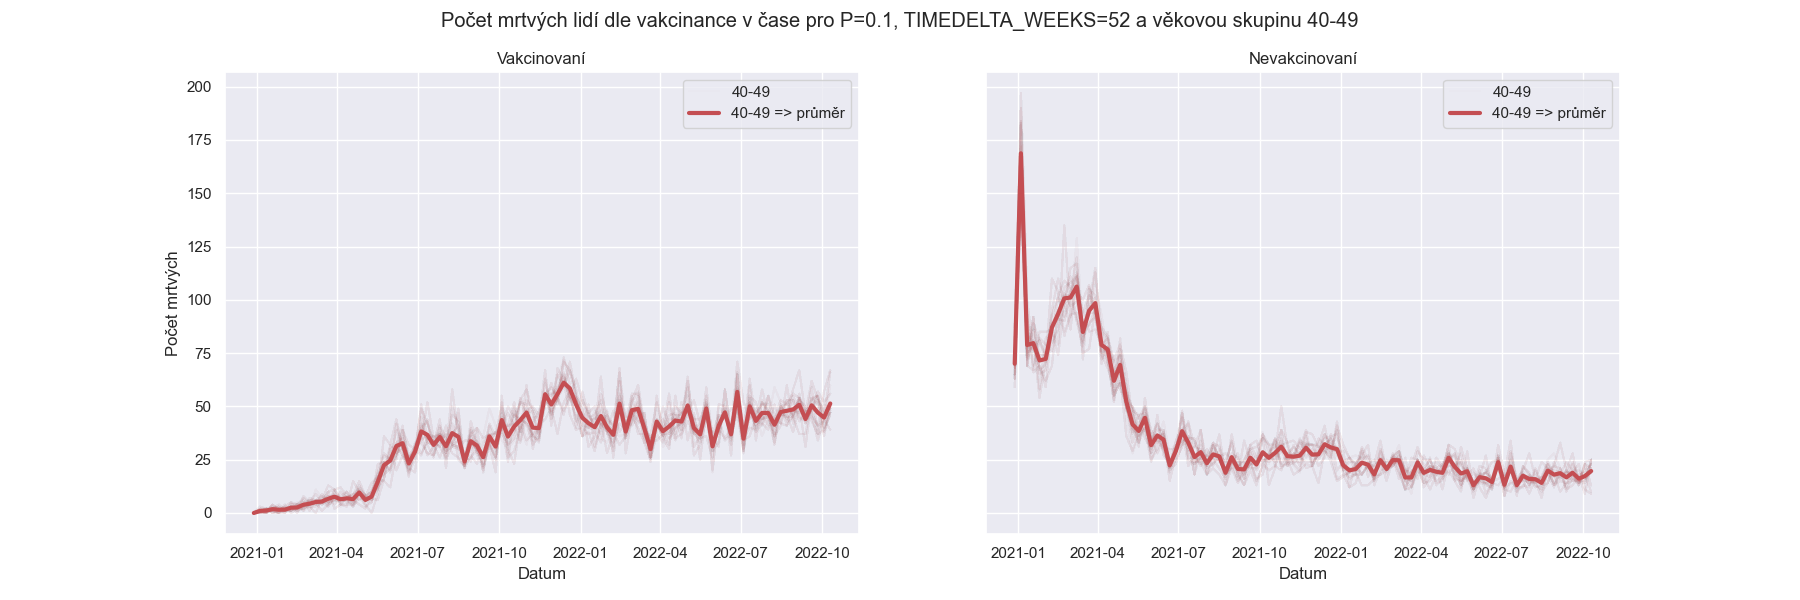 Počet mrtvých lidí dle vakcinance v čase pro P=0.1, TIMEDELTA_WEEKS=52 a věkovou skupinu 40-49
Vakcinovaní
40-49
40-49 => průměr
Počet mrtvých
200
175
150
125
100
75
50
25
0
2021-01 2021-04 2021-07 2021-10 2022-01 2022-04 2022-07 2022-10
Datum
Nevakcinovaní
40-49
40-49 => průměr
2021-01 2021-04 2021-07 2021-10 2022-01 2022-04 2022-07 2022-10
Datum